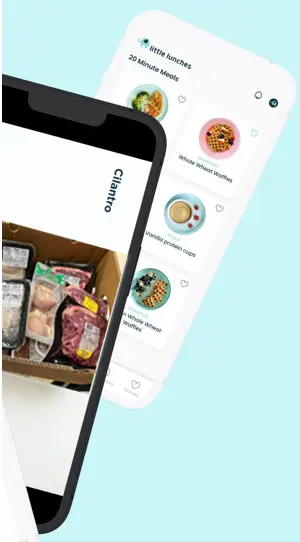 little lunches
20 Minute Meals
Whole Wheat Waffles
Vanilla protein cups
n Whole Wheat
Waffles
Cilantro